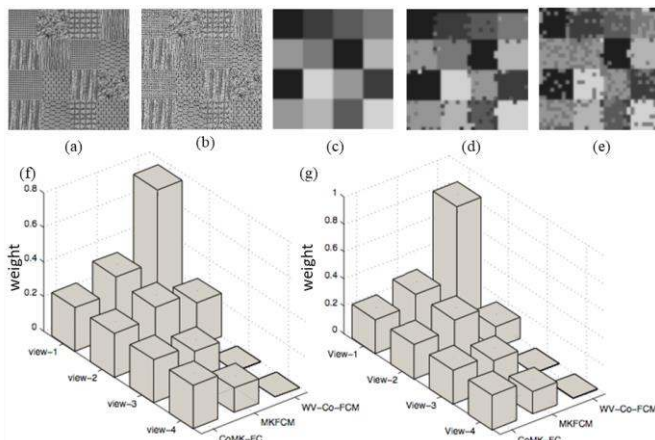 (a) (b) (c) (d) (e)
(f) (g)
0.8
0.6
0.4
0.2
0
weight
view-1
view-2
view-3
view-4
CoMK-FC
MKFCM
WV-Co-FCM
1
0.8
0.6
0.4
0.2
0
weight
View-1
View-2
View-3
View-4
CoMK-FC
MKFCM
WV-Co-FCM